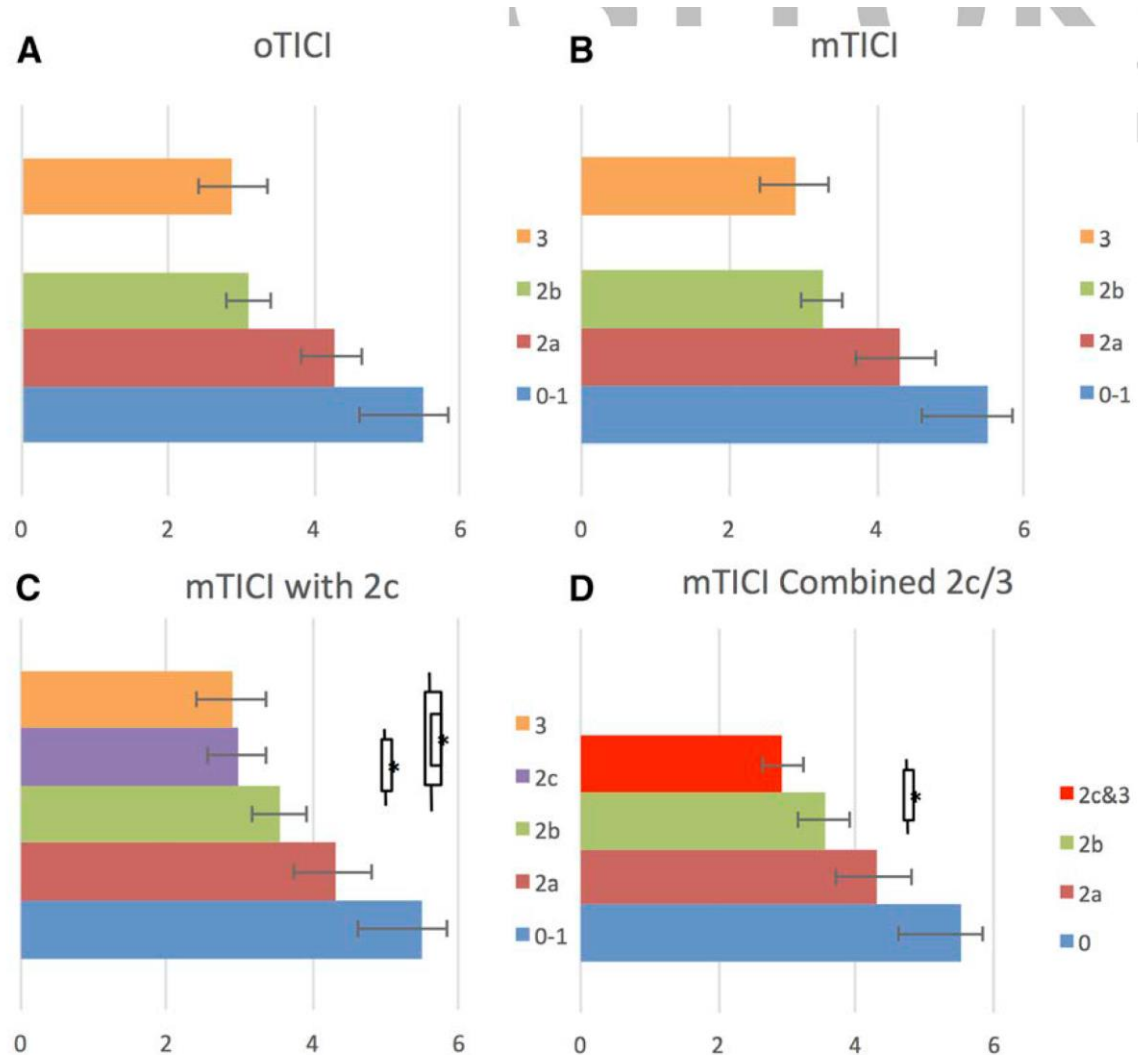 A
oTICI
3
2b
2a
0-1
0 2 4 6
B
mTICI
3
2b
2a
0-1
0 2 4 6
C
mTICI with 2c
*
*
3
2c
2b
2a
0-1
0 2 4 6
D
mTICI Combined 2c/3
*
2c&3
2b
2a
0
0 2 4 6